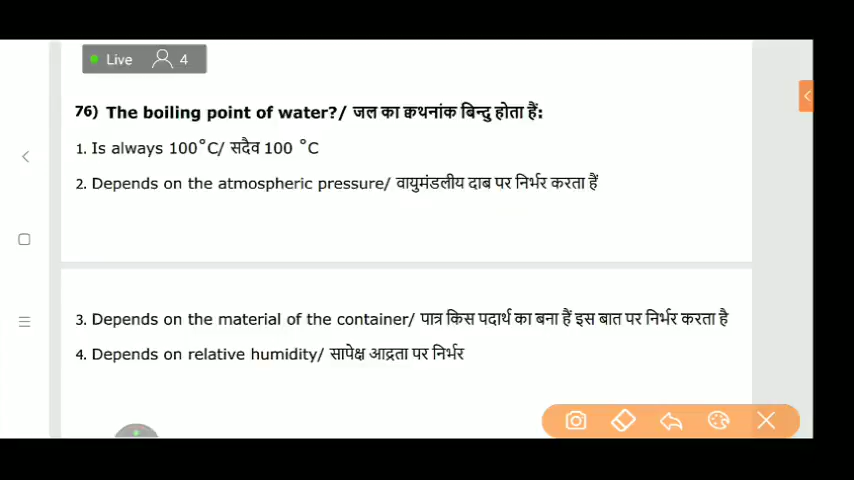 Live 4
76) The boiling point of water?/ जल का क्वथनांक बिन्दु होता हैं:
1. Is always 100°C/ सदैव 100 °C
2. Depends on the atmospheric pressure/ वायुमंडलीय दाब पर निर्भर करता हैं
3. Depends on the material of the container/ पात्र किस पदार्थ का बना हैं इस बात पर निर्भर करता है
4. Depends on relative humidity/ सापेक्ष आद्रता पर निर्भर